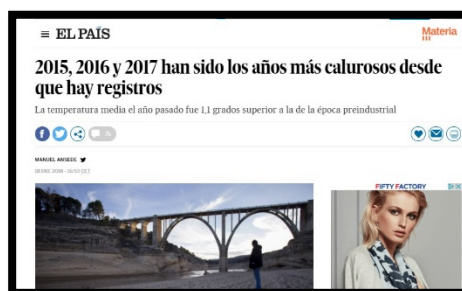 ≡ EL PAÍS
Materia
2015, 2016 y 2017 han sido los años más calurosos desde
que hay registros
La temperatura media el año pasado fue 1,1 grados superior a la de la época preindustrial
MANUEL ANSEDE
FIFTY FACTORY